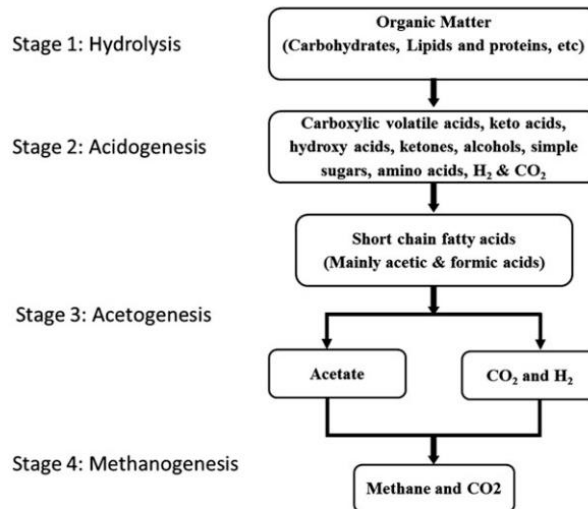 Stage 1: Hydrolysis
Organic Matter
(Carbohydrates, Lipids and proteins, etc)
Stage 2: Acidogenesis
Carboxylic volatile acids, keto acids,
hydroxy acids, ketones, alcohols, simple
sugars, amino acids, H₂ & CO₂
Short chain fatty acids
(Mainly acetic & formic acids)
Stage 3: Acetogenesis
Acetate
CO₂ and H₂
Stage 4: Methanogenesis
Methane and CO2